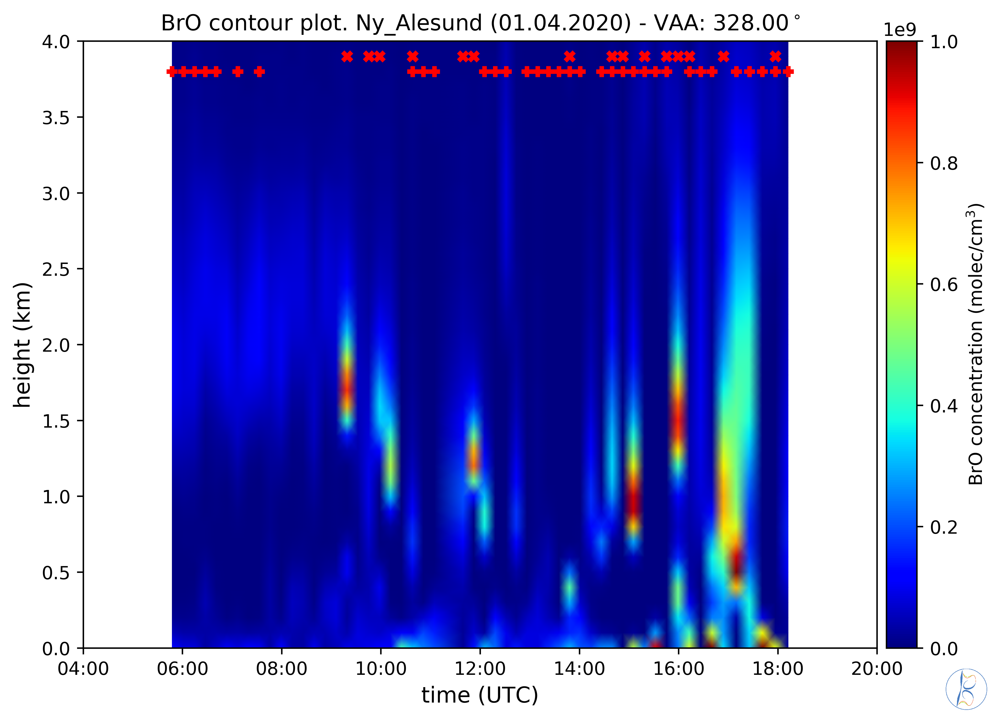 BrO contour plot. Ny_Alesund (01.04.2020) - VAA: 328.00°
1e9
4.0
3.5
3.0
2.5
2.0
1.5
1.0
0.5
0.0
height (km)
04:00 06:00 08:00 10:00 12:00 14:00 16:00 18:00 20:00
time (UTC)
1.0
0.8
0.6
0.4
0.2
0.0
BrO concentration (molec/cm³)